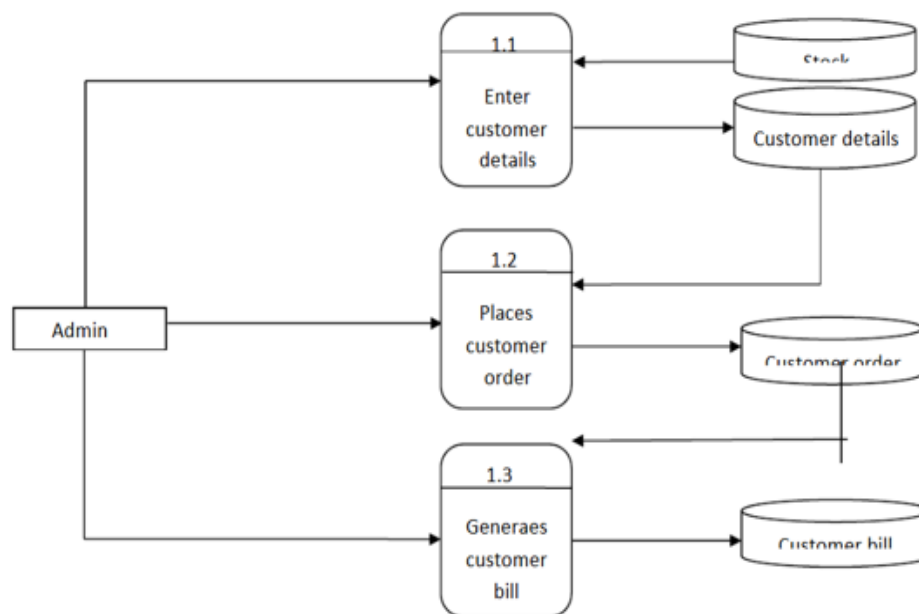 1.1
Enter
customer
details
Stock
Customer details
1.2
Places
customer
order
Admin
Customer order
1.3
Generaes
customer
bill
Customer bill